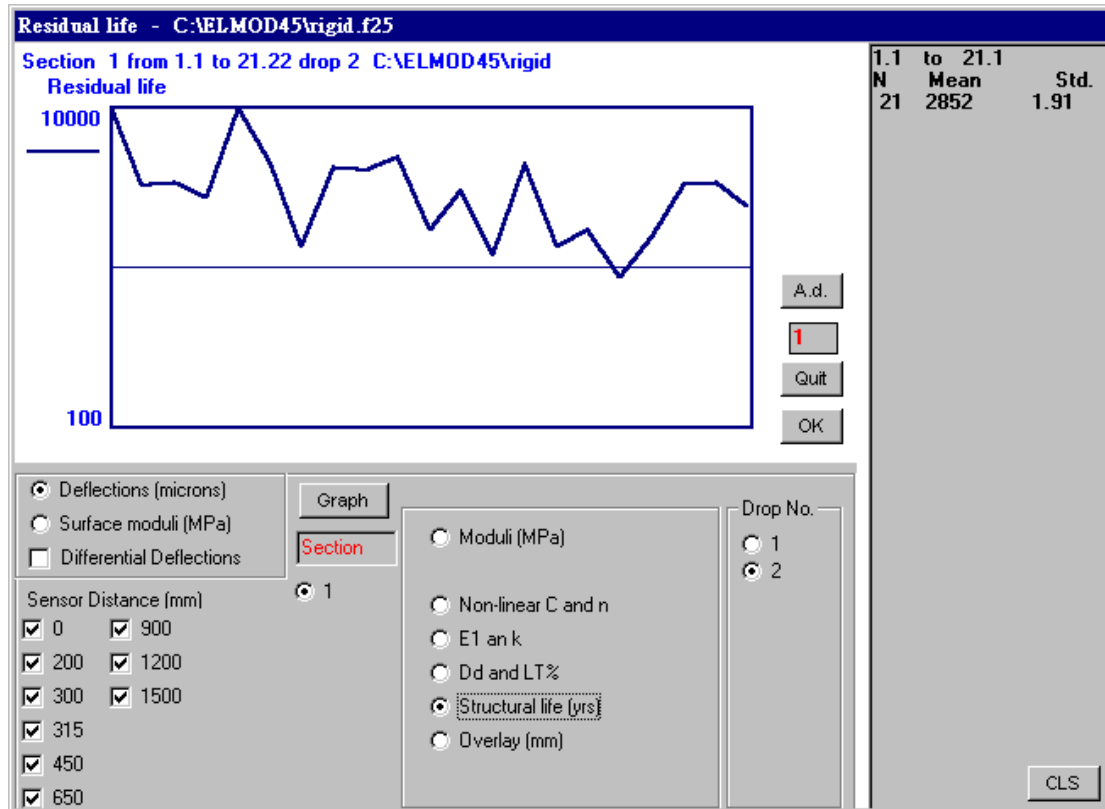 Residual life - C:\ELMOD45\rigid.f25
Section 1 from 1.1 to 21.22 drop 2 C:\ELMOD45\rigid
Residual life
10000
100
1.1 to 21.1
N Mean Std.
21 2852 1.91
A.d.
1
Quit
OK
Deflections (microns)
Surface moduli (MPa)
Differential Deflections
Sensor Distance (mm)
0 900
200 1200
300 1500
315
450
650
Graph
Section
1
Moduli (MPa)
Non-linear C and n
E1 an k
Dd and LT%
Structural life (yrs)
Overlay (mm)
Drop No.
1
2
CLS